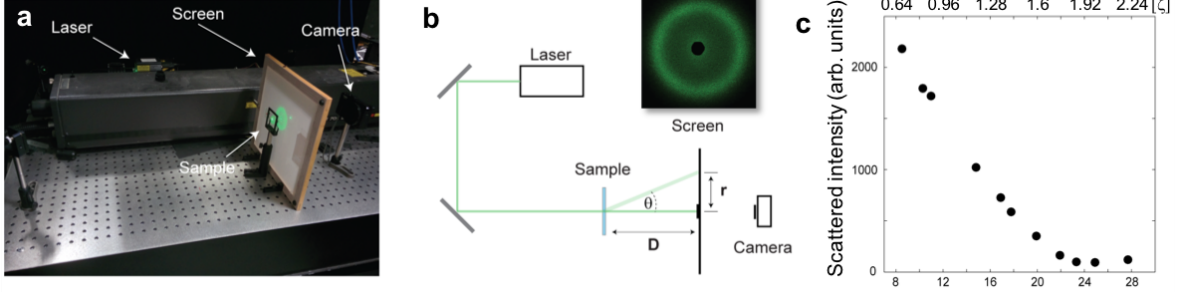 a
Laser
Screen
Camera
Sample
b
Laser
Screen
Sample
θ
r
D
Camera
c
0.64 0.96 1.28 1.6 1.92 2.24 [ζ]
Scattered intensity (arb. units)
2000
1000
0
8 12 16 20 24 28